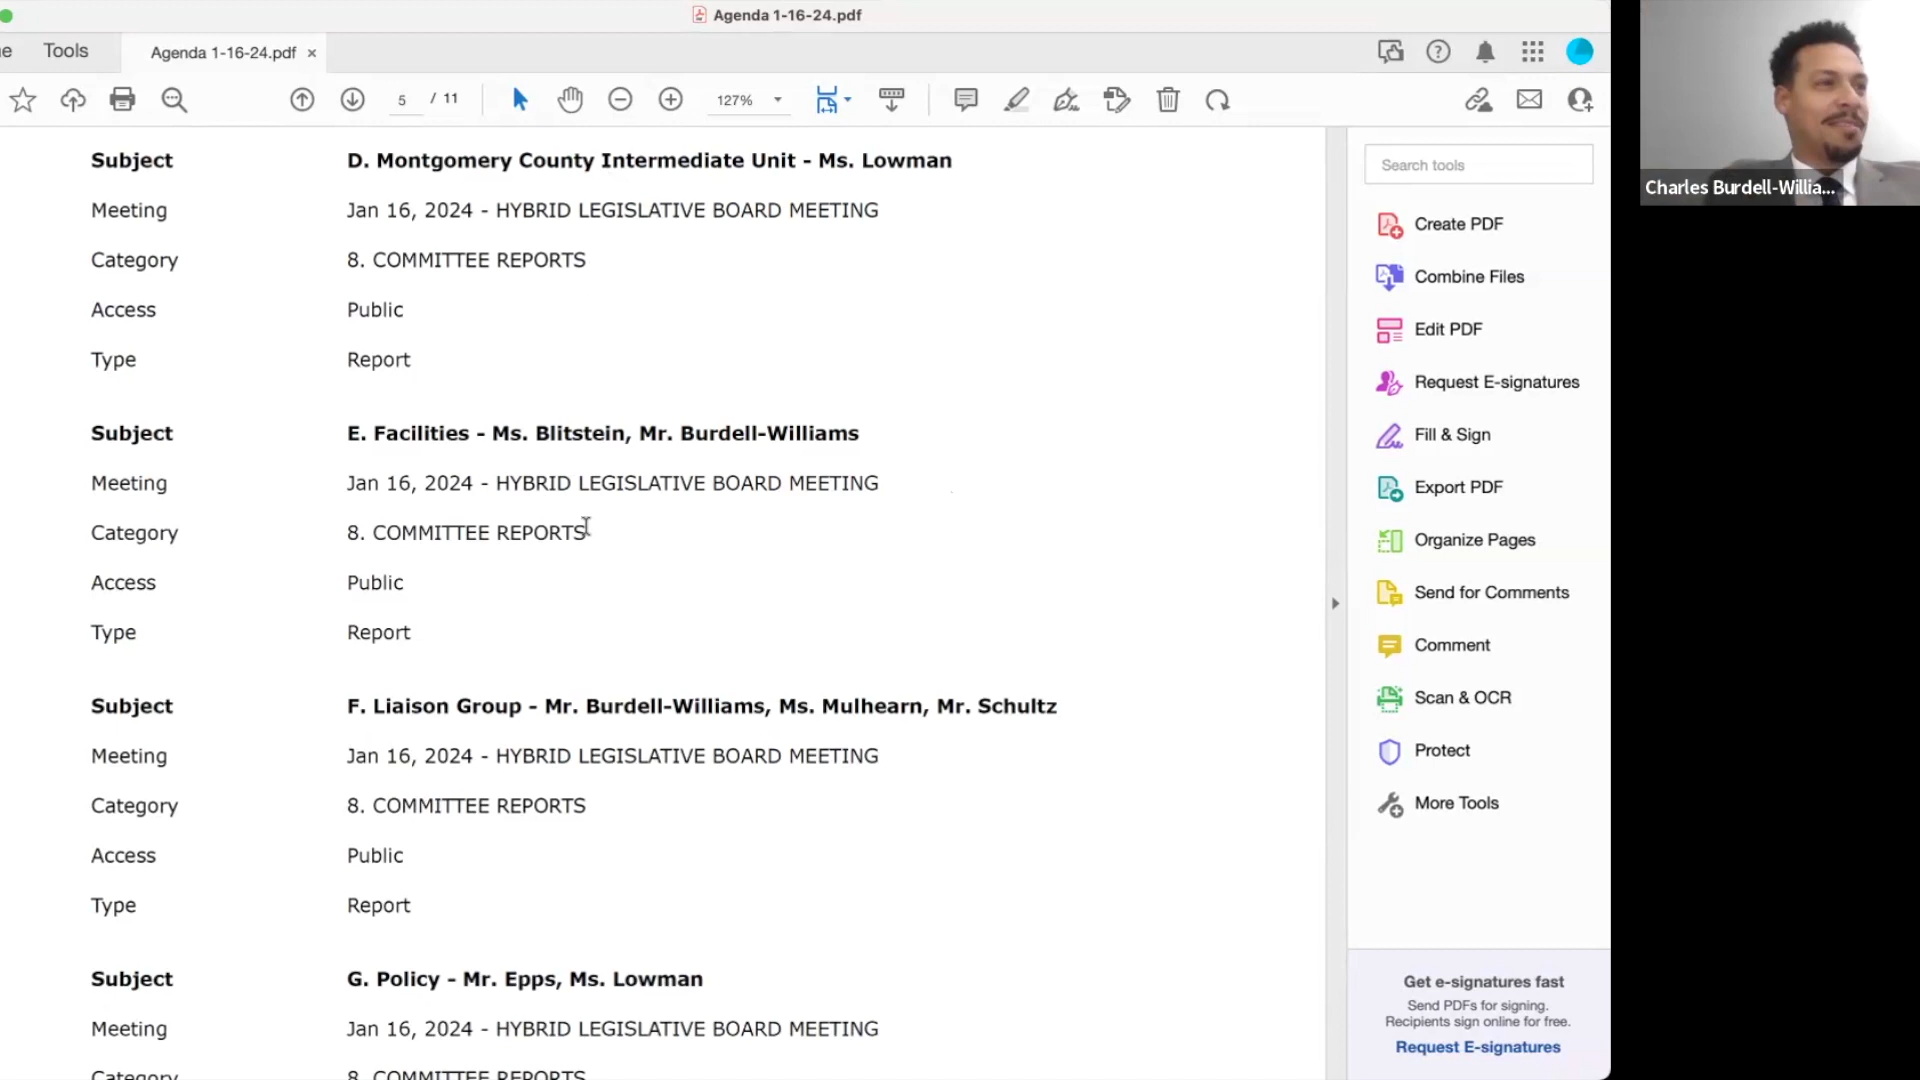 Agenda 1-16-24.pdf
e
Tools
Agenda 1-16-24.pdf ×
5 / 11
127%
Subject D. Montgomery County Intermediate Unit - Ms. Lowman
Meeting Jan 16, 2024 - HYBRID LEGISLATIVE BOARD MEETING
Category 8. COMMITTEE REPORTS
Access Public
Type Report
Subject E. Facilities - Ms. Blitstein, Mr. Burdell-Williams
Meeting Jan 16, 2024 - HYBRID LEGISLATIVE BOARD MEETING
Category 8. COMMITTEE REPORTS
Access Public
Type Report
Subject F. Liaison Group - Mr. Burdell-Williams, Ms. Mulhearn, Mr. Schultz
Meeting Jan 16, 2024 - HYBRID LEGISLATIVE BOARD MEETING
Category 8. COMMITTEE REPORTS
Access Public
Type Report
Subject G. Policy - Mr. Epps, Ms. Lowman
Meeting Jan 16, 2024 - HYBRID LEGISLATIVE BOARD MEETING
Category 8. COMMITTEE REPORTS
Search tools
Create PDF
Combine Files
Edit PDF
Request E-signatures
Fill & Sign
Export PDF
Organize Pages
Send for Comments
Comment
Scan & OCR
Protect
More Tools
Get e-signatures fast
Send PDFs for signing.
Recipients sign online for free.
Request E-signatures
Charles Burdell-Willia...